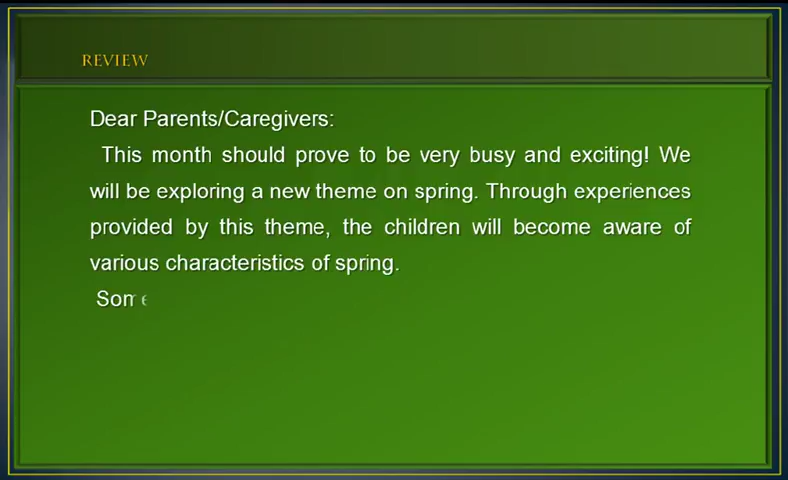 REVIEW
Dear Parents/Caregivers:
This month should prove to be very busy and exciting! We
will be exploring a new theme on spring. Through experiences
provided by this theme, the children will become aware of
various characteristics of spring.